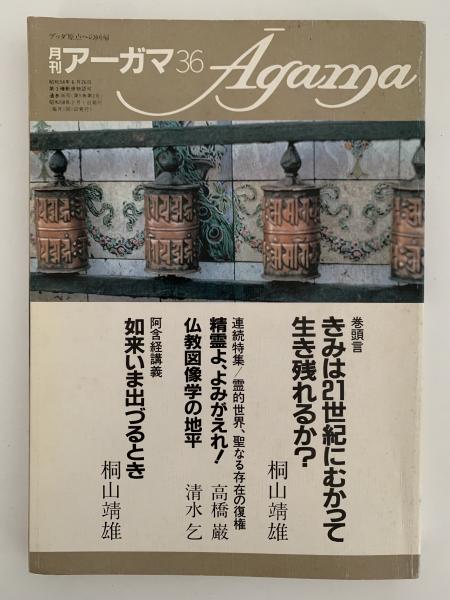 ブッダ原点への回帰
月刊アーガマ36
Āgama
巻頭言
きみは21世紀にむかって
生き残れるか?
桐山靖雄
連続特集/霊的世界、聖なる存在の復権
精霊よ、よみがえれ!
高橋 巌
仏教図像学の地平
清水 乞
阿含経講義
如来いま出づるとき
桐山靖雄